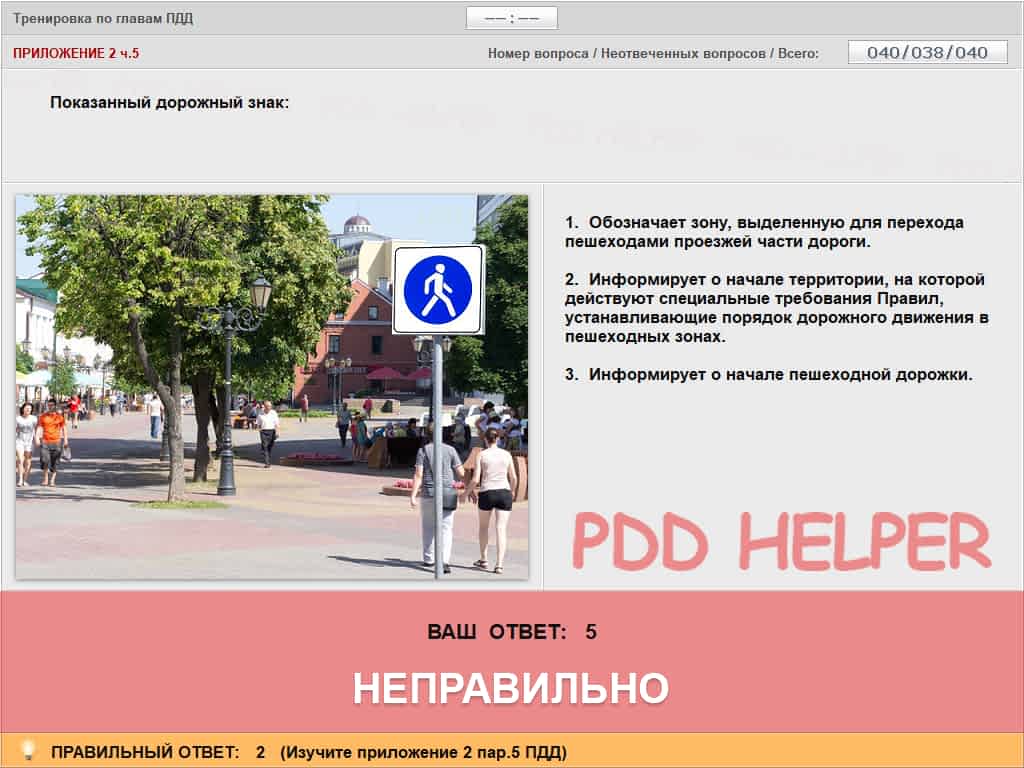 Тренировка по главам ПДД
-- : --
ПРИЛОЖЕНИЕ 2 ч.5
Номер вопроса / Неотвеченных вопросов / Всего:
040/038/040
Показанный дорожный знак:
1. Обозначает зону, выделенную для перехода
пешеходами проезжей части дороги.
2. Информирует о начале территории, на которой
действуют специальные требования Правил,
устанавливающие порядок дорожного движения в
пешеходных зонах.
3. Информирует о начале пешеходной дорожки.
PDD HELPER
ВАШ ОТВЕТ: 5
НЕПРАВИЛЬНО
ПРАВИЛЬНЫЙ ОТВЕТ: 2 (Изучите приложение 2 пар.5 ПДД)